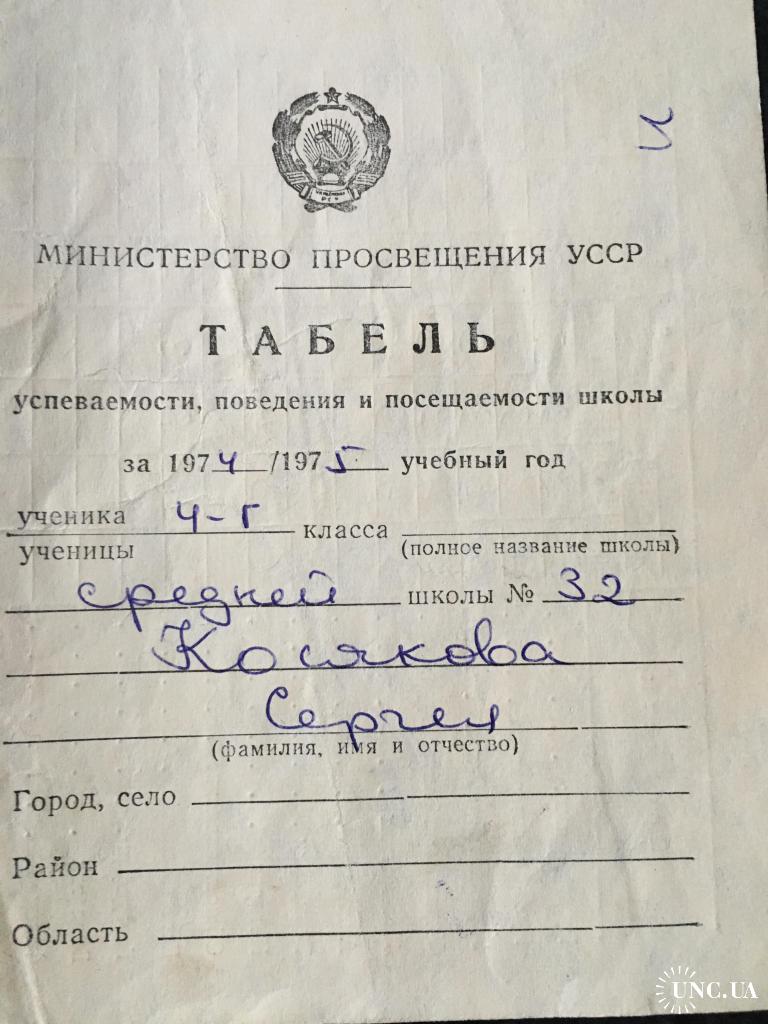 И
МИНИСТЕРСТВО ПРОСВЕЩЕНИЯ УССР
ТАБЕЛЬ
успеваемости, поведения и посещаемости школы
за 1974/1975 учебный год
ученика 4-г класса
ученицы (полное название школы)
средней школы № 32
Косякова
Сергея
(фамилия, имя и отчество)
Город, село
Район
Область
UNC.UA